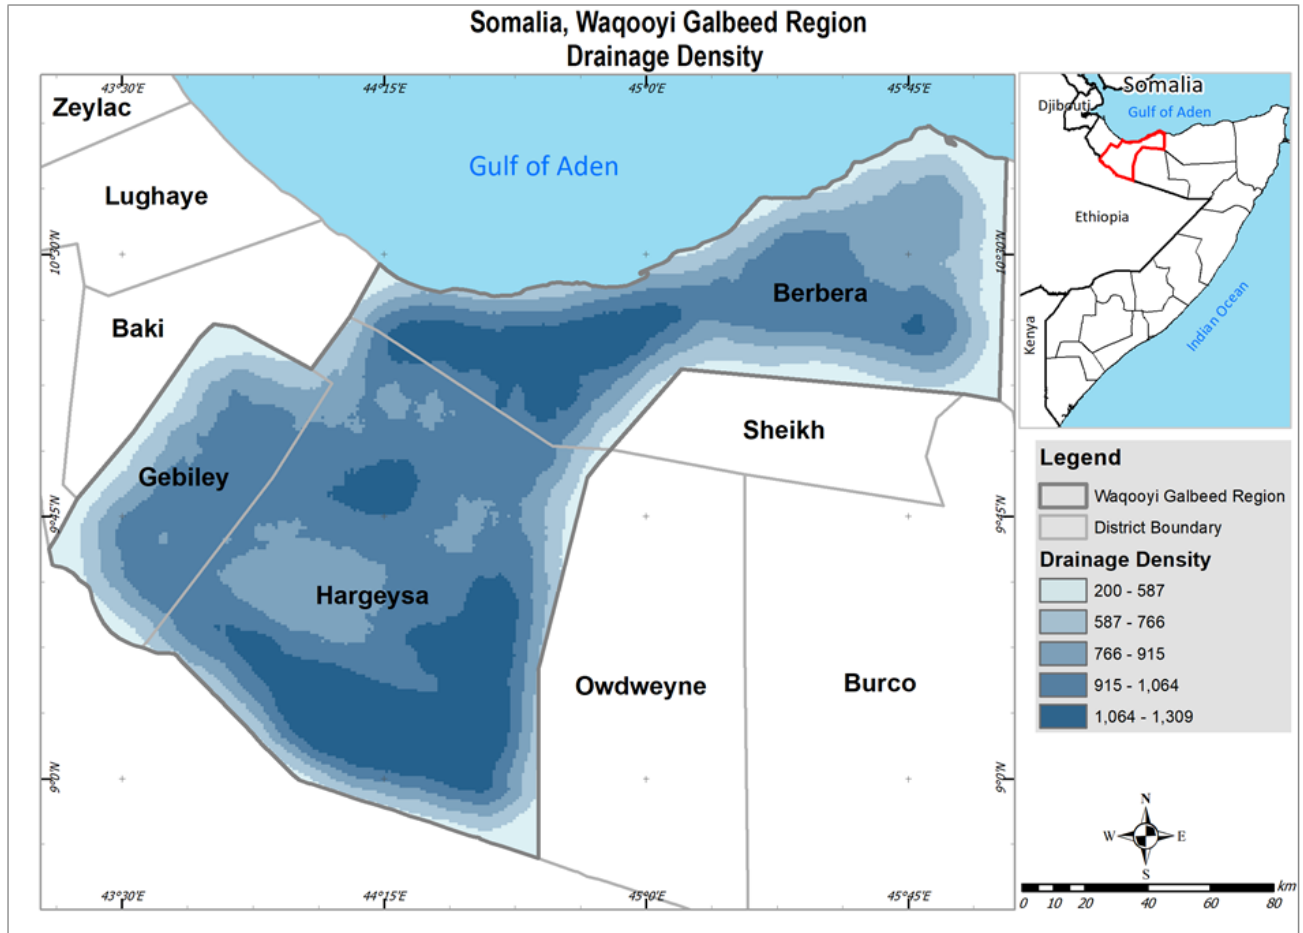 Somalia, Waqooyi Galbeed Region
Drainage Density
43°30'E
44°15'E
45°0'E
45°45'E
Zeylac
Lughaye
Gulf of Aden
10°30'N
10°30'N
Baki
Berbera
Sheikh
Gebiley
9°45'N
9°45'N
Hargeysa
Owdweyne
Burco
9°0'N
9°0'N
43°30'E
44°15'E
45°0'E
45°45'E
Somalia
Djibouti
Gulf of Aden
Ethiopia
Indian Ocean
Kenya
Legend
Waqooyi Galbeed Region
District Boundary
Drainage Density
200 - 587
587 - 766
766 - 915
915 - 1,064
1,064 - 1,309
N
W
E
S
km
0 10 20 40 60 80